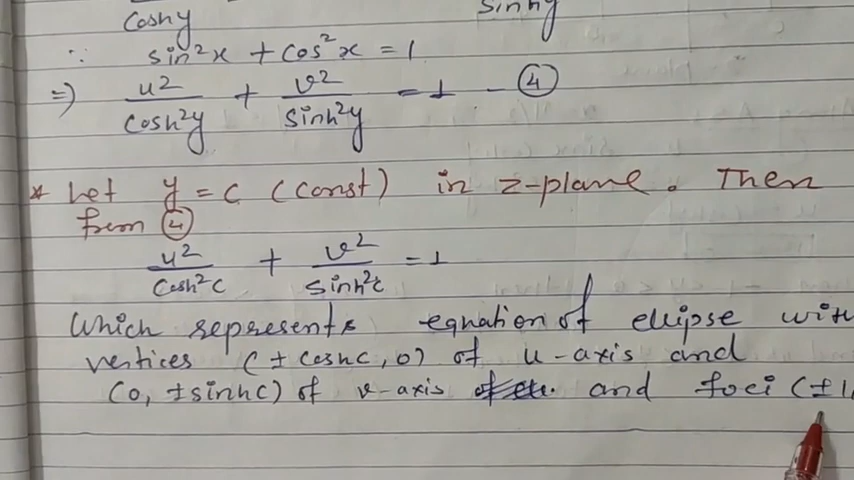 coshy sinhy
∴ sin²x + cos²x = 1
⇒ u²/cosh²y + v²/sinh²y = 1 - ④
* Let y = c (const) in z-plane. Then
from ④
u²/cosh²c + v²/sinh²c = 1
Which represents equation of ellipse with
vertices (± coshc, 0) of u-axis and
(0, ± sinhc) of v-axis and foci (±1,